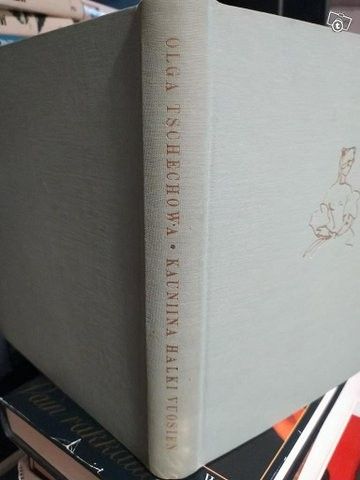 OLGA TSCHECHOWA • KAUNIINA HALKI VUOSIEN